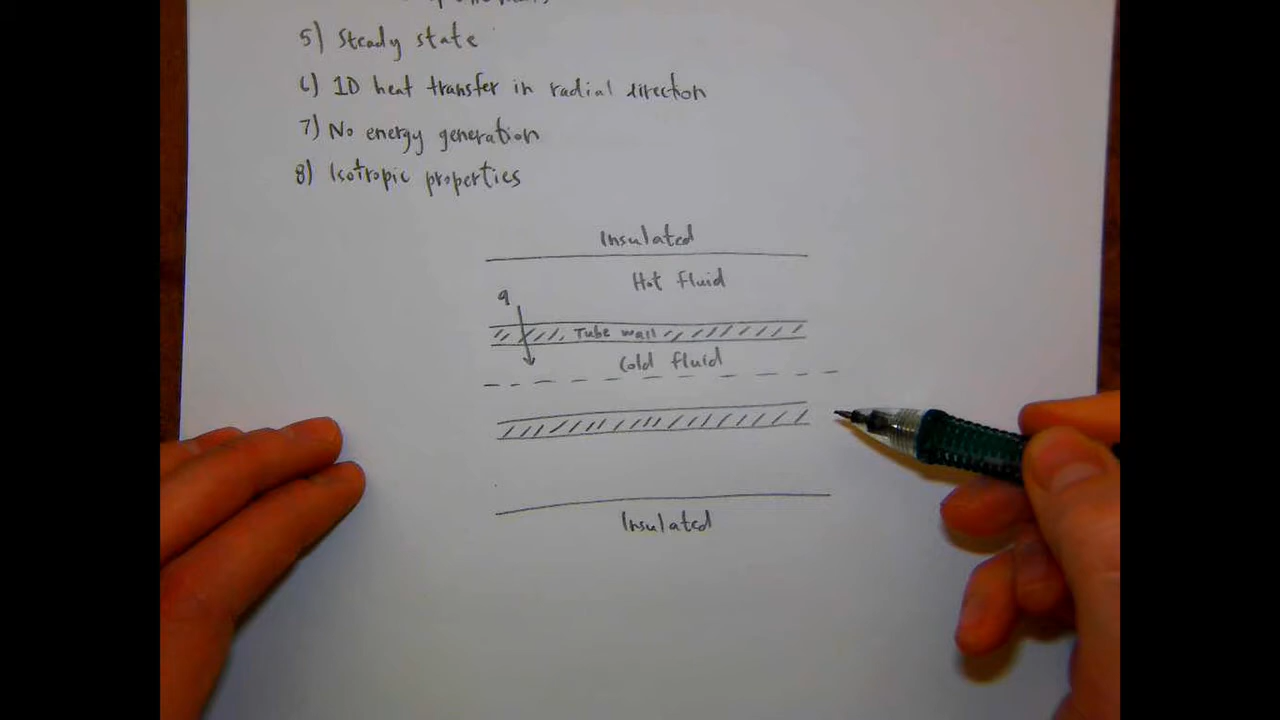 5) Steady state
6) 1D heat transfer in radial direction
7) No energy generation
8) Isotropic properties
Insulated
Hot fluid
q
Tube wall
Cold fluid
Insulated